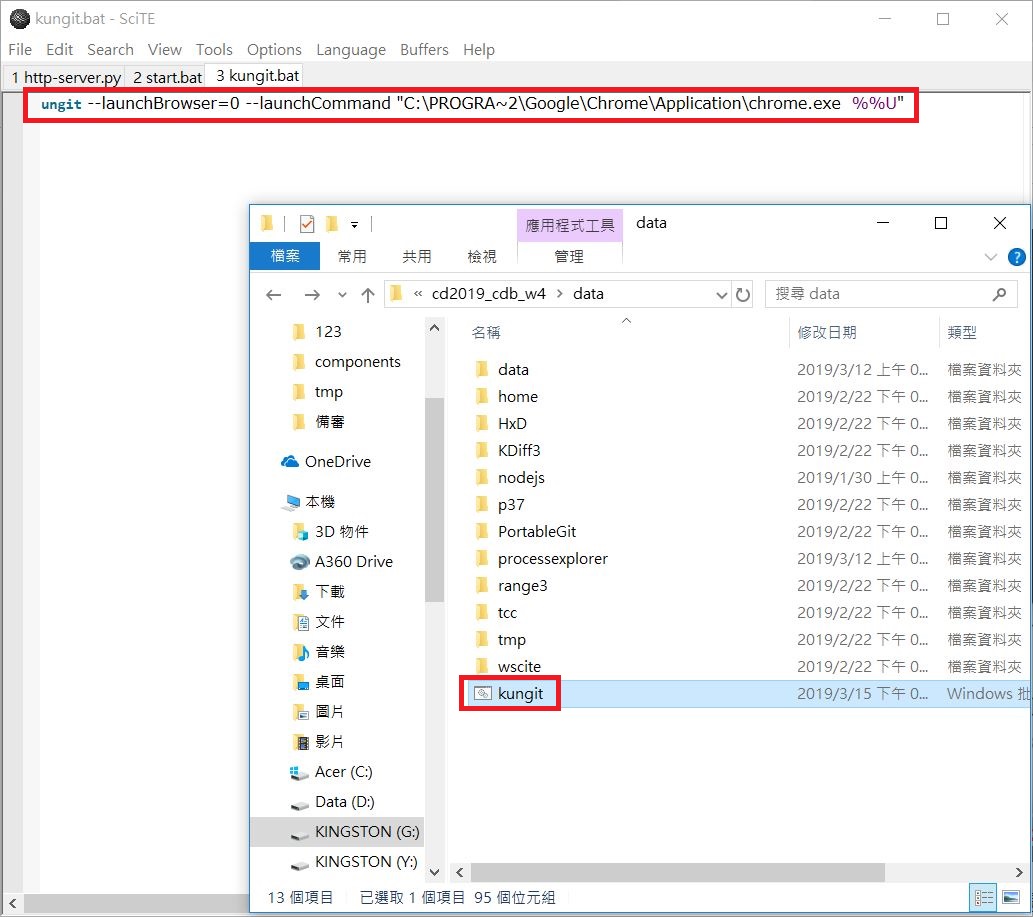 kungit.bat - SciTE
File Edit Search View Tools Options Language Buffers Help
1 http-server.py 2 start.bat 3 kungit.bat
ungit --launchBrowser=0 --launchCommand "C:\PROGRA~2\Google\Chrome\Application\chrome.exe %%U"
應用程式工具 data
檔案 常用 共用 檢視 管理
« cd2019_cdb_w4 › data
搜尋 data
123
components
tmp
備審
OneDrive
本機
3D 物件
A360 Drive
下載
文件
音樂
桌面
圖片
影片
Acer (C:)
Data (D:)
KINGSTON (G:)
KINGSTON (Y:)
名稱 修改日期 類型
data 2019/3/12 上午 0... 檔案資料夾
home 2019/2/22 下午 0... 檔案資料夾
HxD 2019/2/22 下午 0... 檔案資料夾
KDiff3 2019/2/22 下午 0... 檔案資料夾
nodejs 2019/1/30 上午 0... 檔案資料夾
p37 2019/2/22 下午 0... 檔案資料夾
PortableGit 2019/2/22 下午 0... 檔案資料夾
processexplorer 2019/3/12 上午 0... 檔案資料夾
range3 2019/2/22 下午 0... 檔案資料夾
tcc 2019/2/22 下午 0... 檔案資料夾
tmp 2019/2/22 下午 0... 檔案資料夾
wscite 2019/2/22 下午 0... 檔案資料夾
kungit 2019/3/15 下午 0... Windows 批
13 個項目 已選取 1 個項目 95 個位元組